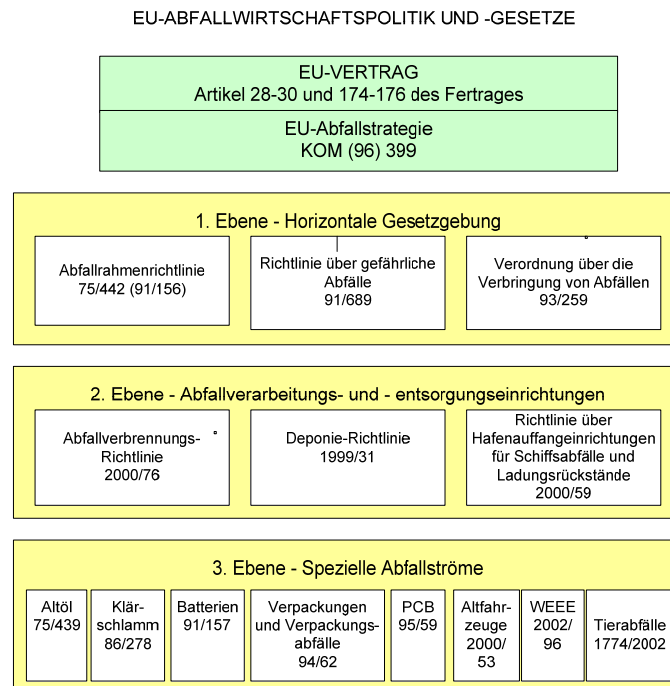 EU-ABFALLWIRTSCHAFTSPOLITIK UND -GESETZE
EU-VERTRAG
Artikel 28-30 und 174-176 des Fertrages
EU-Abfallstrategie
KOM (96) 399
1. Ebene - Horizontale Gesetzgebung
Abfallrahmenrichtlinie
75/442 (91/156)
Richtlinie über gefährliche
Abfälle
91/689
Verordnung über die
Verbringung von Abfällen
93/259
2. Ebene - Abfallverarbeitungs- und - entsorgungseinrichtungen
Abfallverbrennungs-
Richtlinie
2000/76
Deponie-Richtlinie
1999/31
Richtlinie über
Hafenauffangeinrichtungen
für Schiffsabfälle und
Ladungsrückstände
2000/59
3. Ebene - Spezielle Abfallströme
Altöl
75/439
Klär-
schlamm
86/278
Batterien
91/157
Verpackungen
und Verpackungs-
abfälle
94/62
PCB
95/59
Altfahr-
zeuge
2000/
53
WEEE
2002/
96
Tierabfälle
1774/2002